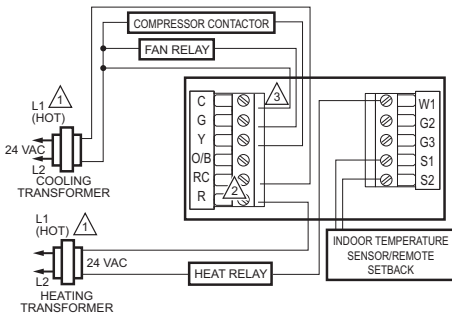 COMPRESSOR CONTACTOR
FAN RELAY
1
L1
(HOT)
24 VAC
L2
COOLING
TRANSFORMER
3
C
G
Y
O/B
RC
R
2
W1
G2
G3
S1
S2
1
L1
(HOT)
24 VAC
L2
HEATING
TRANSFORMER
HEAT RELAY
INDOOR TEMPERATURE
SENSOR/REMOTE
SETBACK